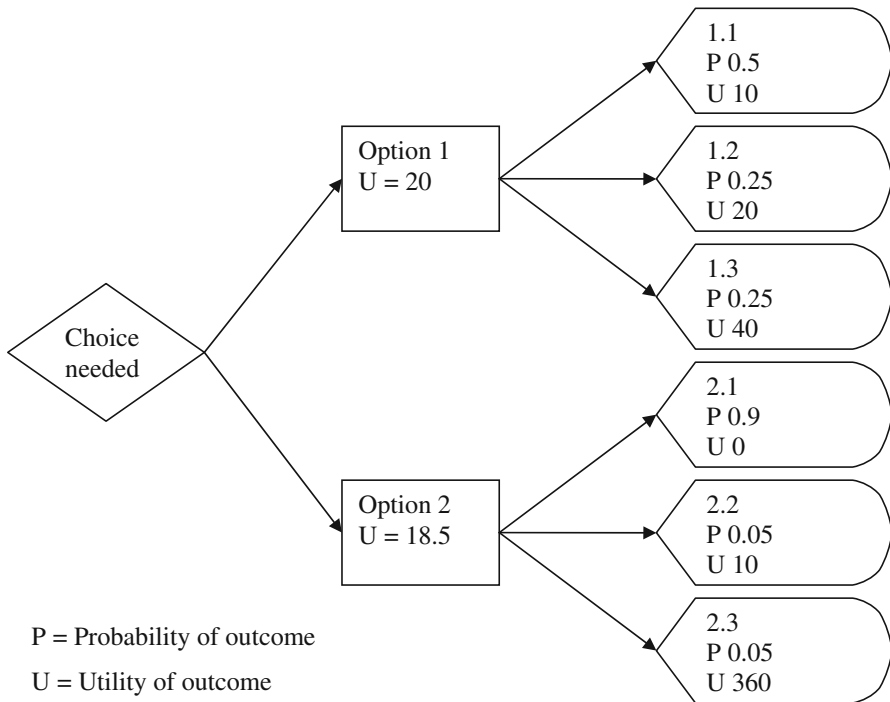 Choice
needed
Option 1
U = 20
1.1
P 0.5
U 10
1.2
P 0.25
U 20
1.3
P 0.25
U 40
Option 2
U = 18.5
2.1
P 0.9
U 0
2.2
P 0.05
U 10
2.3
P 0.05
U 360
P = Probability of outcome
U = Utility of outcome